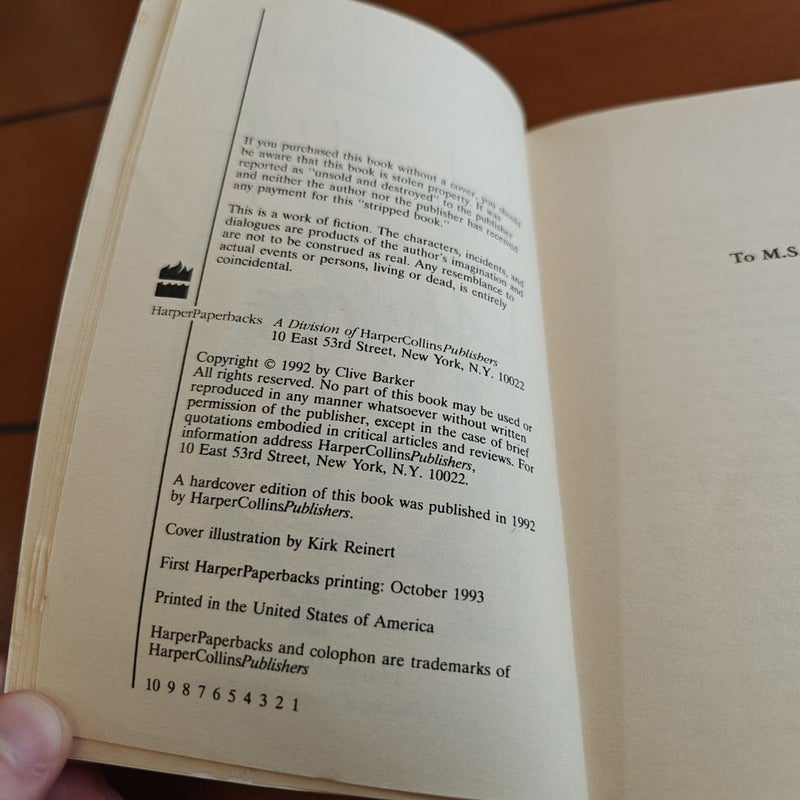 If you purchased this book without a cover, you should
be aware that this book is stolen property. It was
reported as "unsold and destroyed" to the publisher
and neither the author nor the publisher has received
any payment for this "stripped book."
This is a work of fiction. The characters, incidents, and
dialogues are products of the author's imagination and
are not to be construed as real. Any resemblance to
actual events or persons, living or dead, is entirely
coincidental.
HarperPaperbacks A Division of HarperCollinsPublishers
10 East 53rd Street, New York, N.Y. 10022
Copyright © 1992 by Clive Barker
All rights reserved. No part of this book may be used or
reproduced in any manner whatsoever without written
permission of the publisher, except in the case of brief
quotations embodied in critical articles and reviews. For
information address HarperCollinsPublishers,
10 East 53rd Street, New York, N.Y. 10022.
A hardcover edition of this book was published in 1992
by HarperCollinsPublishers.
Cover illustration by Kirk Reinert
First HarperPaperbacks printing: October 1993
Printed in the United States of America
HarperPaperbacks and colophon are trademarks of
HarperCollinsPublishers
10 9 8 7 6 5 4 3 2 1
To M.S.